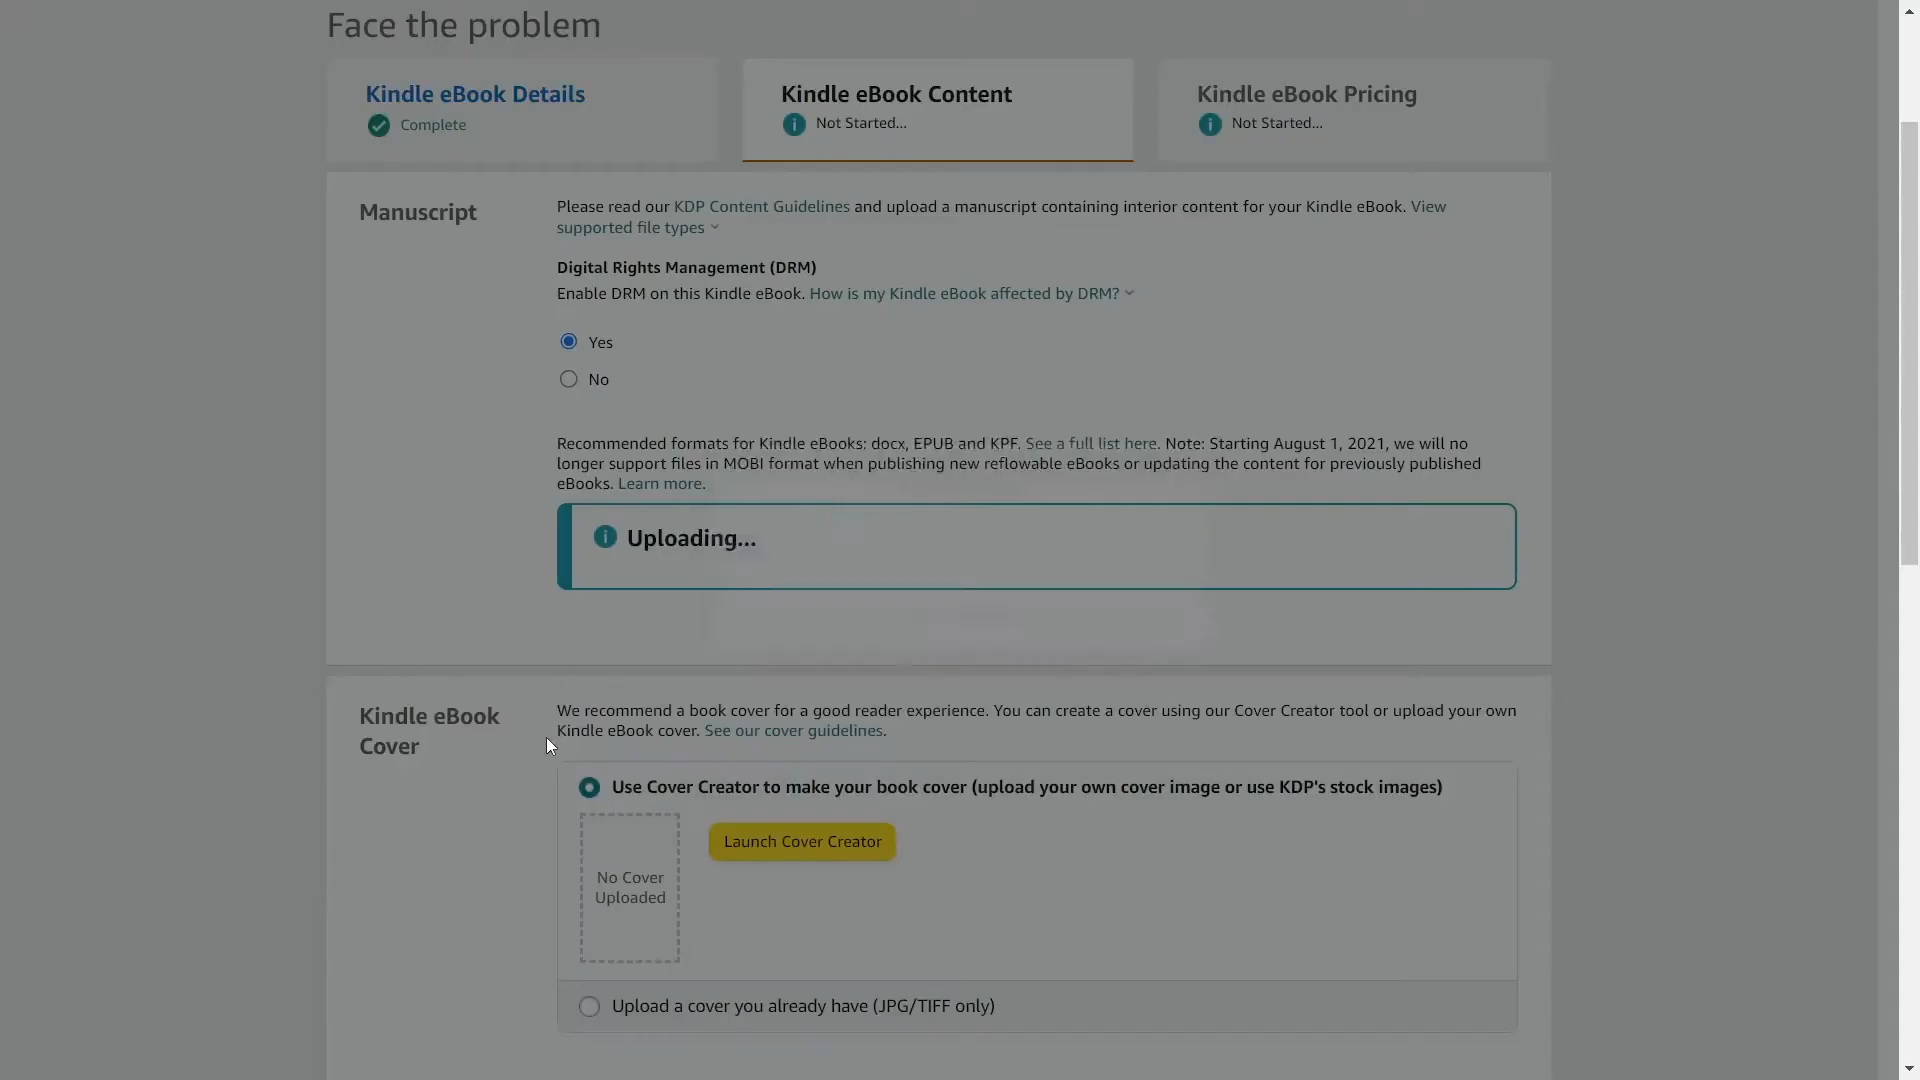 Face the problem
Kindle eBook Details
Complete
Kindle eBook Content
Not Started...
Kindle eBook Pricing
Not Started...
Manuscript
Please read our KDP Content Guidelines and upload a manuscript containing interior content for your Kindle eBook. View
supported file types
Digital Rights Management (DRM)
Enable DRM on this Kindle eBook. How is my Kindle eBook affected by DRM?
Yes
No
Recommended formats for Kindle eBooks: docx, EPUB and KPF. See a full list here. Note: Starting August 1, 2021, we will no
longer support files in MOBI format when publishing new reflowable eBooks or updating the content for previously published
eBooks. Learn more.
Uploading...
Kindle eBook
Cover
We recommend a book cover for a good reader experience. You can create a cover using our Cover Creator tool or upload your own
Kindle eBook cover. See our cover guidelines.
Use Cover Creator to make your book cover (upload your own cover image or use KDP's stock images)
No Cover
Uploaded
Launch Cover Creator
Upload a cover you already have (JPG/TIFF only)